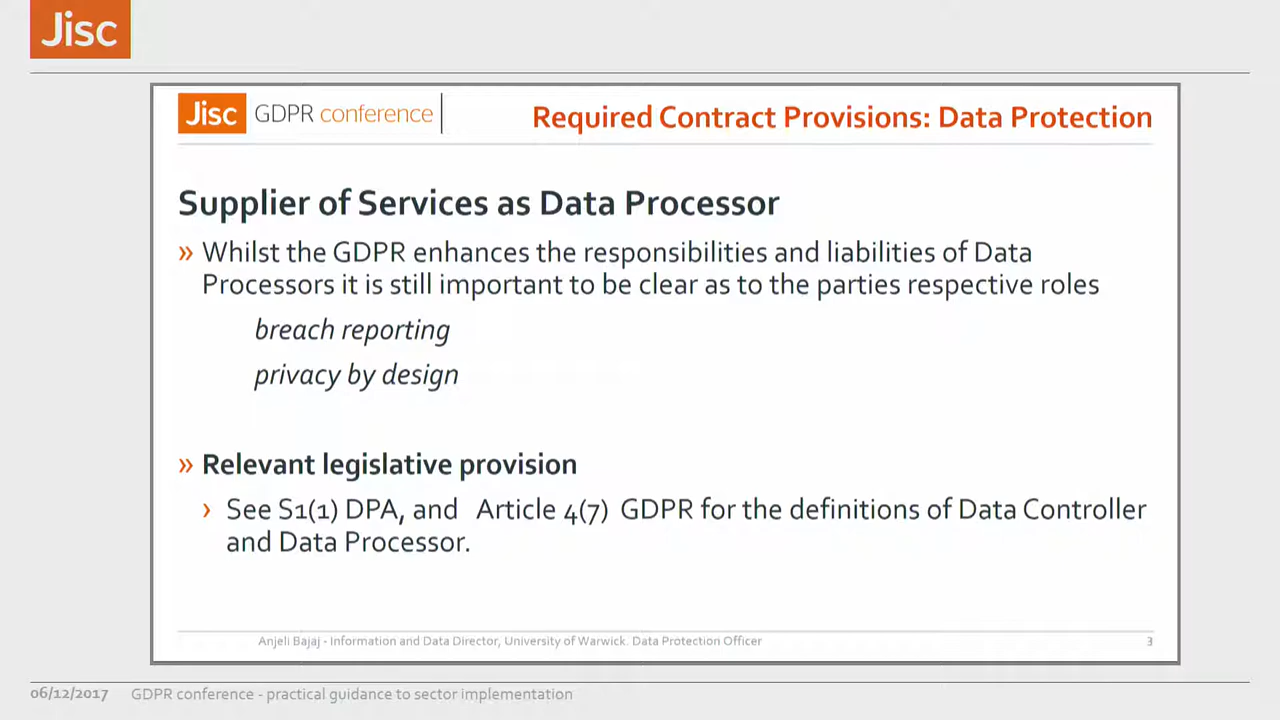 Jisc
Jisc GDPR conference
Required Contract Provisions: Data Protection
Supplier of Services as Data Processor
» Whilst the GDPR enhances the responsibilities and liabilities of Data
Processors it is still important to be clear as to the parties respective roles
breach reporting
privacy by design
» Relevant legislative provision
› See S1(1) DPA, and Article 4(7) GDPR for the definitions of Data Controller
and Data Processor.
Anjeli Bajaj - Information and Data Director, University of Warwick. Data Protection Officer
3
06/12/2017 GDPR conference - practical guidance to sector implementation